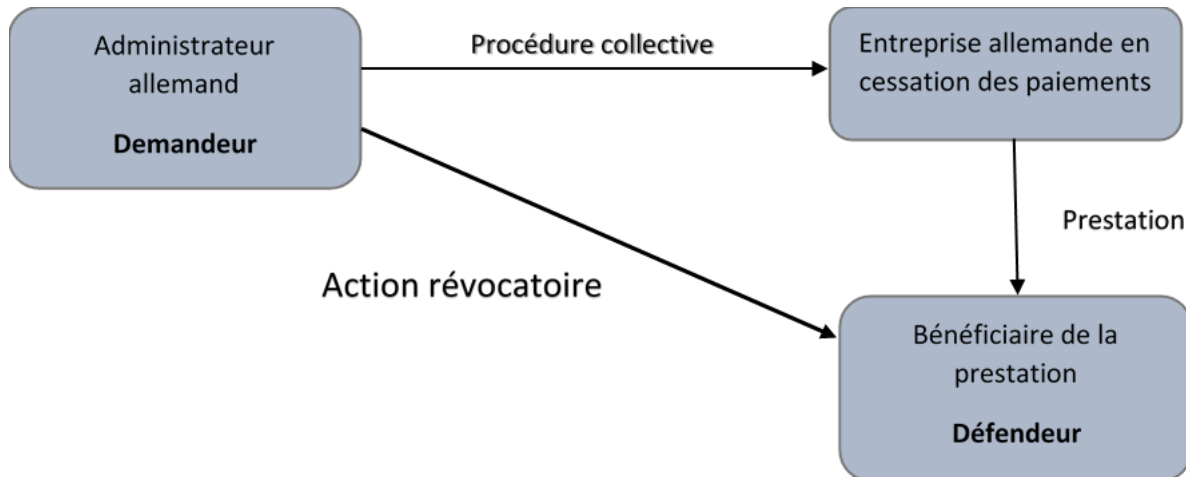 Administrateur
allemand
Demandeur
Procédure collective
Entreprise allemande en
cessation des paiements
Prestation
Action révocatoire
Bénéficiaire de la
prestation
Défendeur